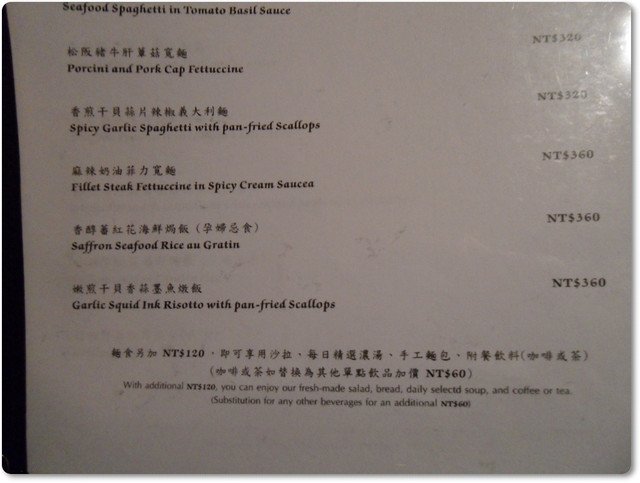 Seafood Spaghetti in Tomato Basil Sauce
NT$320
松阪豬牛肝蕈菇寬麵
Porcini and Pork Cap Fettuccine
NT$320
香煎干貝蒜片辣椒義大利麵
Spicy Garlic Spaghetti with pan-fried Scallops
NT$360
麻辣奶油菲力寬麵
Fillet Steak Fettuccine in Spicy Cream Saucea
NT$360
香醇蕃紅花海鮮焗飯 (孕婦忌食)
Saffron Seafood Rice au Gratin
NT$360
嫩煎干貝香蒜墨魚燉飯
Garlic Squid Ink Risotto with pan-fried Scallops
麵食另加 NT$120，即可享用沙拉、每日精選濃湯、手工麵包、附餐飲料(咖啡或茶)
(咖啡或茶如替換為其他單點飲品加價 NT$60)
With additional NT$120, you can enjoy our fresh-made salad, bread, daily selectd soup, and coffee or tea.
(Substitution for any other beverages for an additional NT$60)